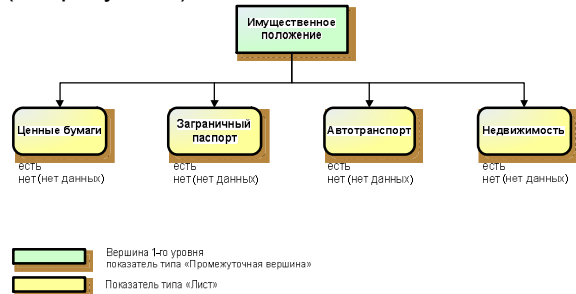 Имущественное
положение
Ценные бумаги
Заграничный
паспорт
Автотранспорт
Недвижимость
есть
нет (нет данных)
есть
нет (нет данных)
есть
нет (нет данных)
есть
нет (нет данных)
Вершина 1-го уровня
показатель типа «Промежуточная вершина»
Показатель типа «Лист»